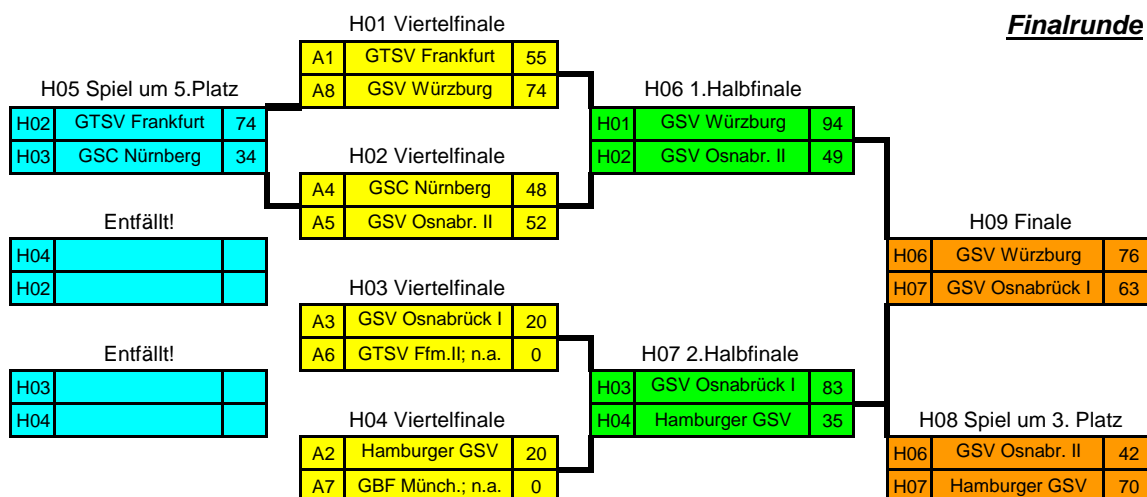 Finalrunde
H05 Spiel um 5.Platz
H02 GTSV Frankfurt 74
H03 GSC Nürnberg 34
Entfällt!
H04
H02
Entfällt!
H03
H04
H01 Viertelfinale
A1 GTSV Frankfurt 55
A8 GSV Würzburg 74
H02 Viertelfinale
A4 GSC Nürnberg 48
A5 GSV Osnabr. II 52
H03 Viertelfinale
A3 GSV Osnabrück I 20
A6 GTSV Ffm.II; n.a. 0
H04 Viertelfinale
A2 Hamburger GSV 20
A7 GBF Münch.; n.a. 0
H06 1.Halbfinale
H01 GSV Würzburg 94
H02 GSV Osnabr. II 49
H07 2.Halbfinale
H03 GSV Osnabrück I 83
H04 Hamburger GSV 35
H09 Finale
H06 GSV Würzburg 76
H07 GSV Osnabrück I 63
H08 Spiel um 3. Platz
H06 GSV Osnabr. II 42
H07 Hamburger GSV 70